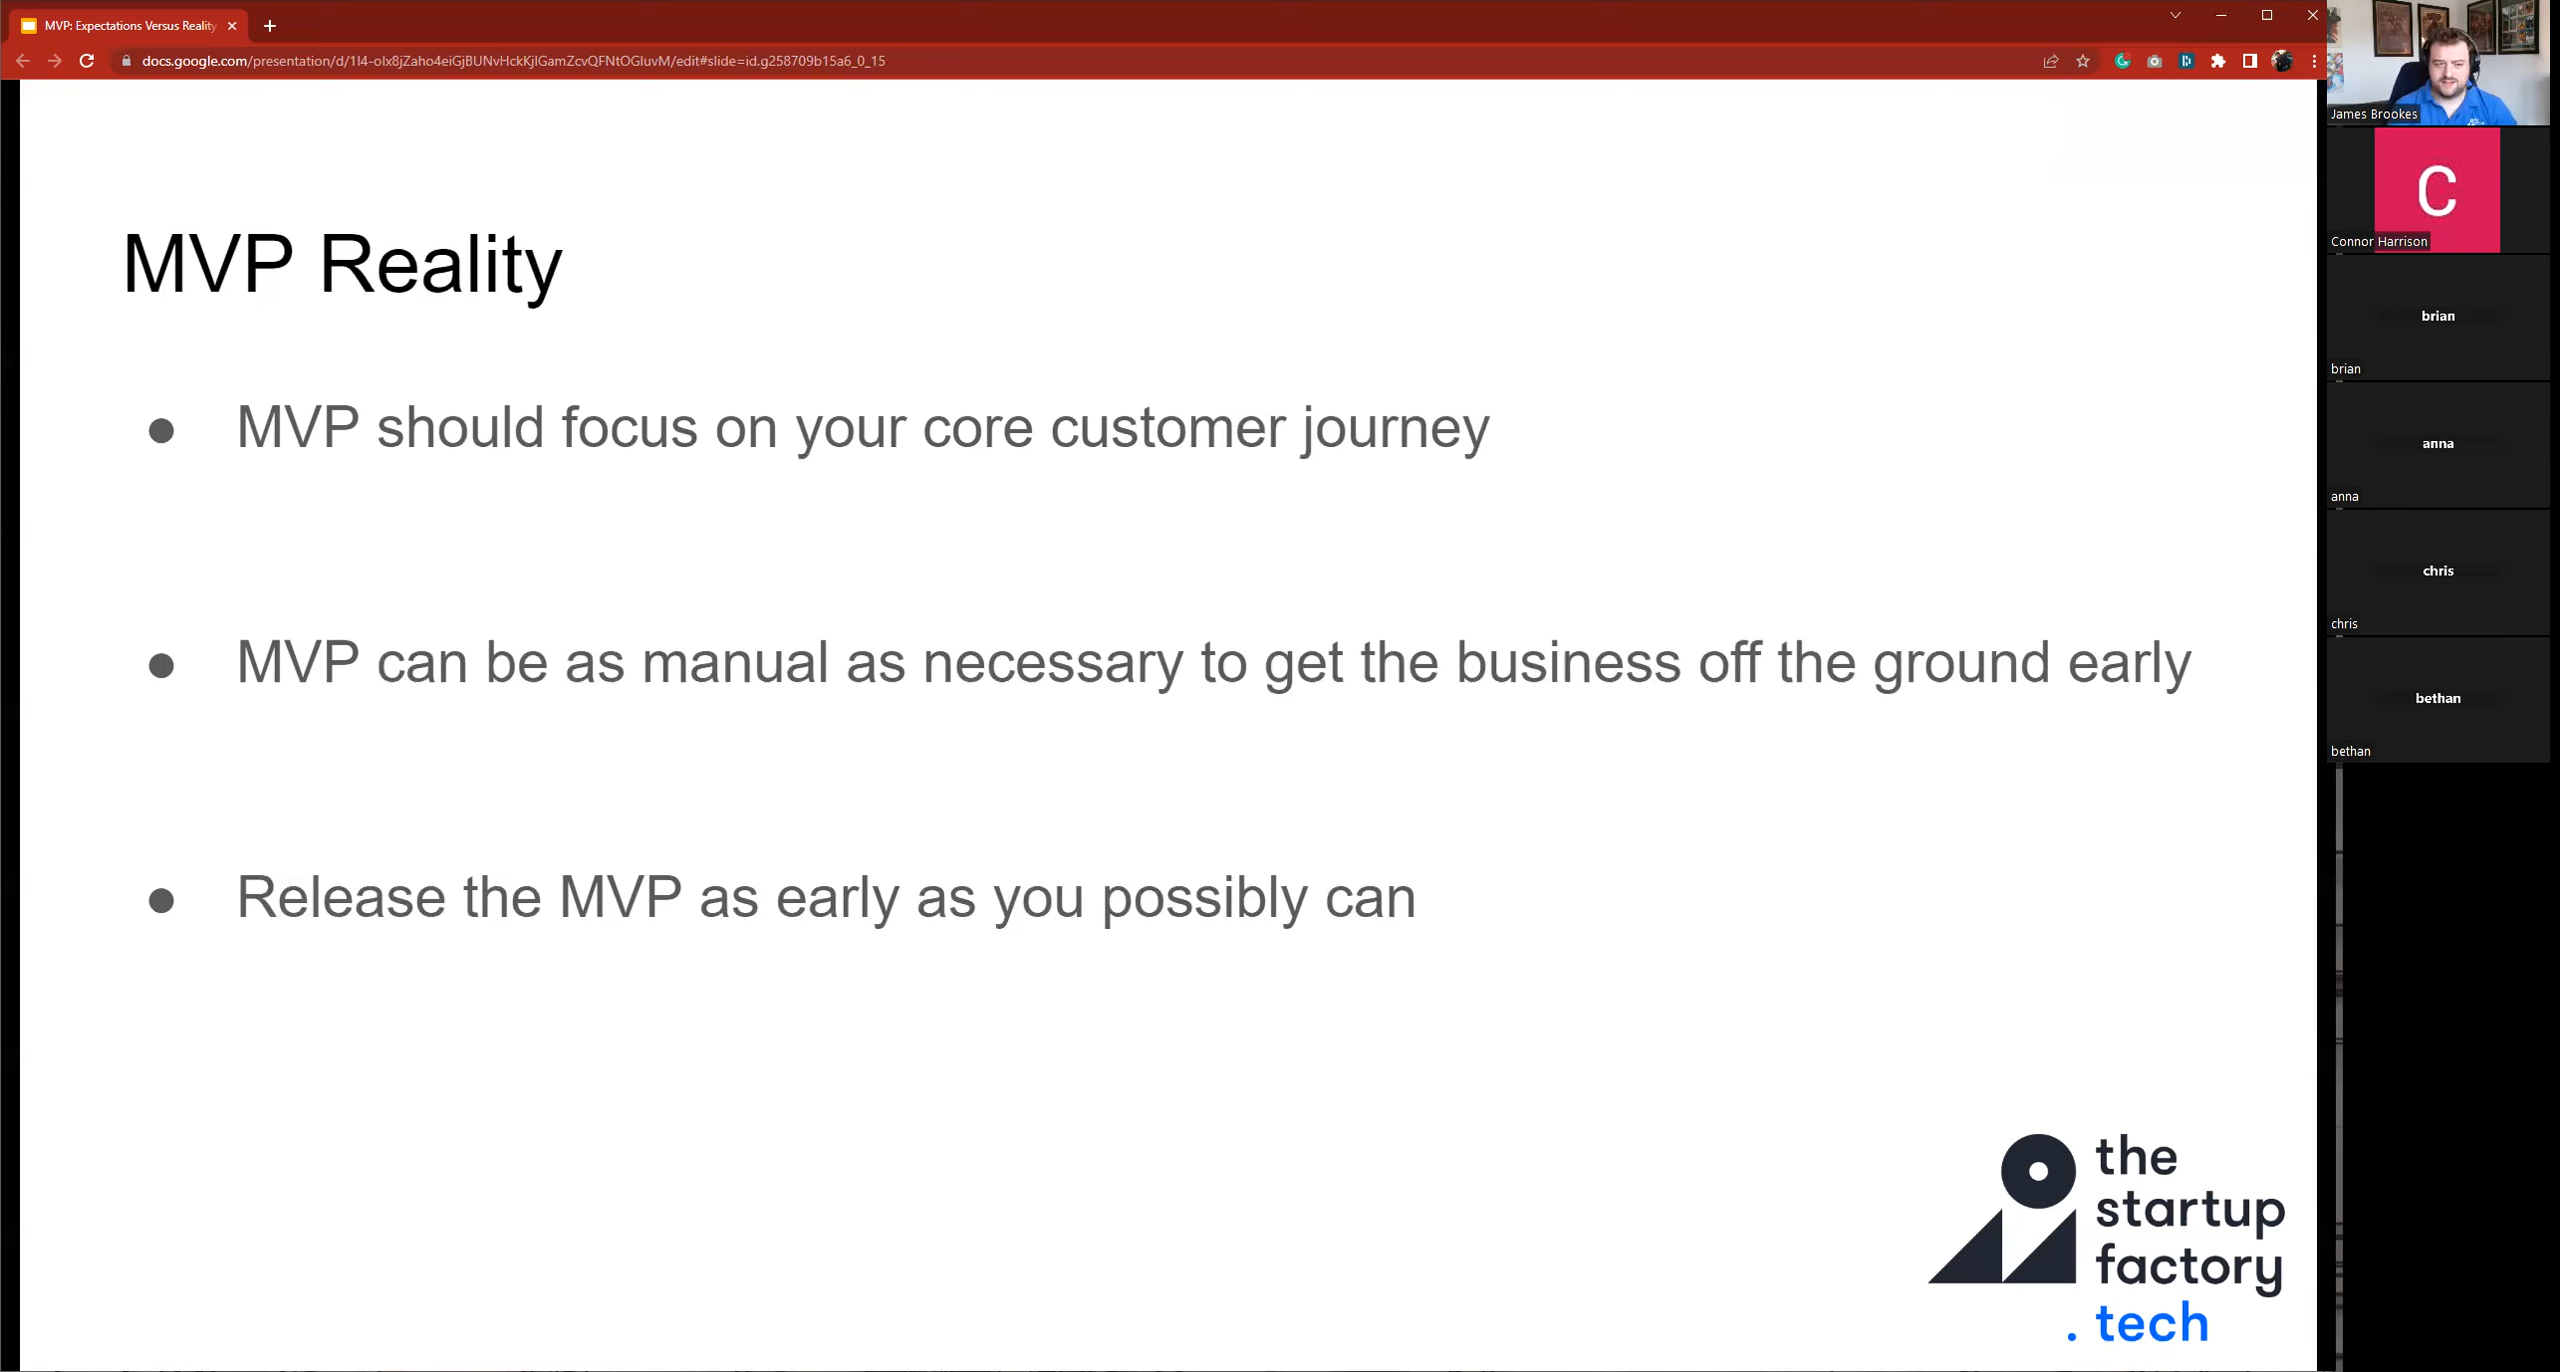 MVP: Expectations Versus Reality
docs.google.com/presentation/d/1I4-olx8jZaho4eiGjBUNvHckKjIGamZcvQFNtOGluvM/edit#slide=id.g258709b15a6_0_15
MVP Reality
● MVP should focus on your core customer journey
● MVP can be as manual as necessary to get the business off the ground early
● Release the MVP as early as you possibly can
the
startup
factory
. tech
James Brookes
C
Connor Harrison
brian
brian
anna
anna
chris
chris
bethan
bethan